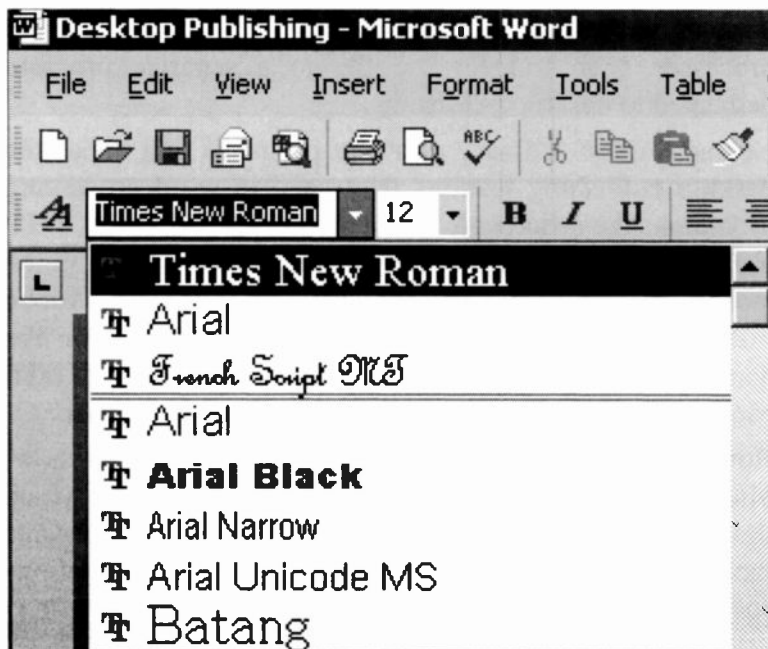 Desktop Publishing - Microsoft Word
File Edit View Insert Format Tools Table
ABC
Times New Roman 12 B I U
Times New Roman
Arial
French Script MT
Arial
Arial Black
Arial Narrow
Arial Unicode MS
Batang